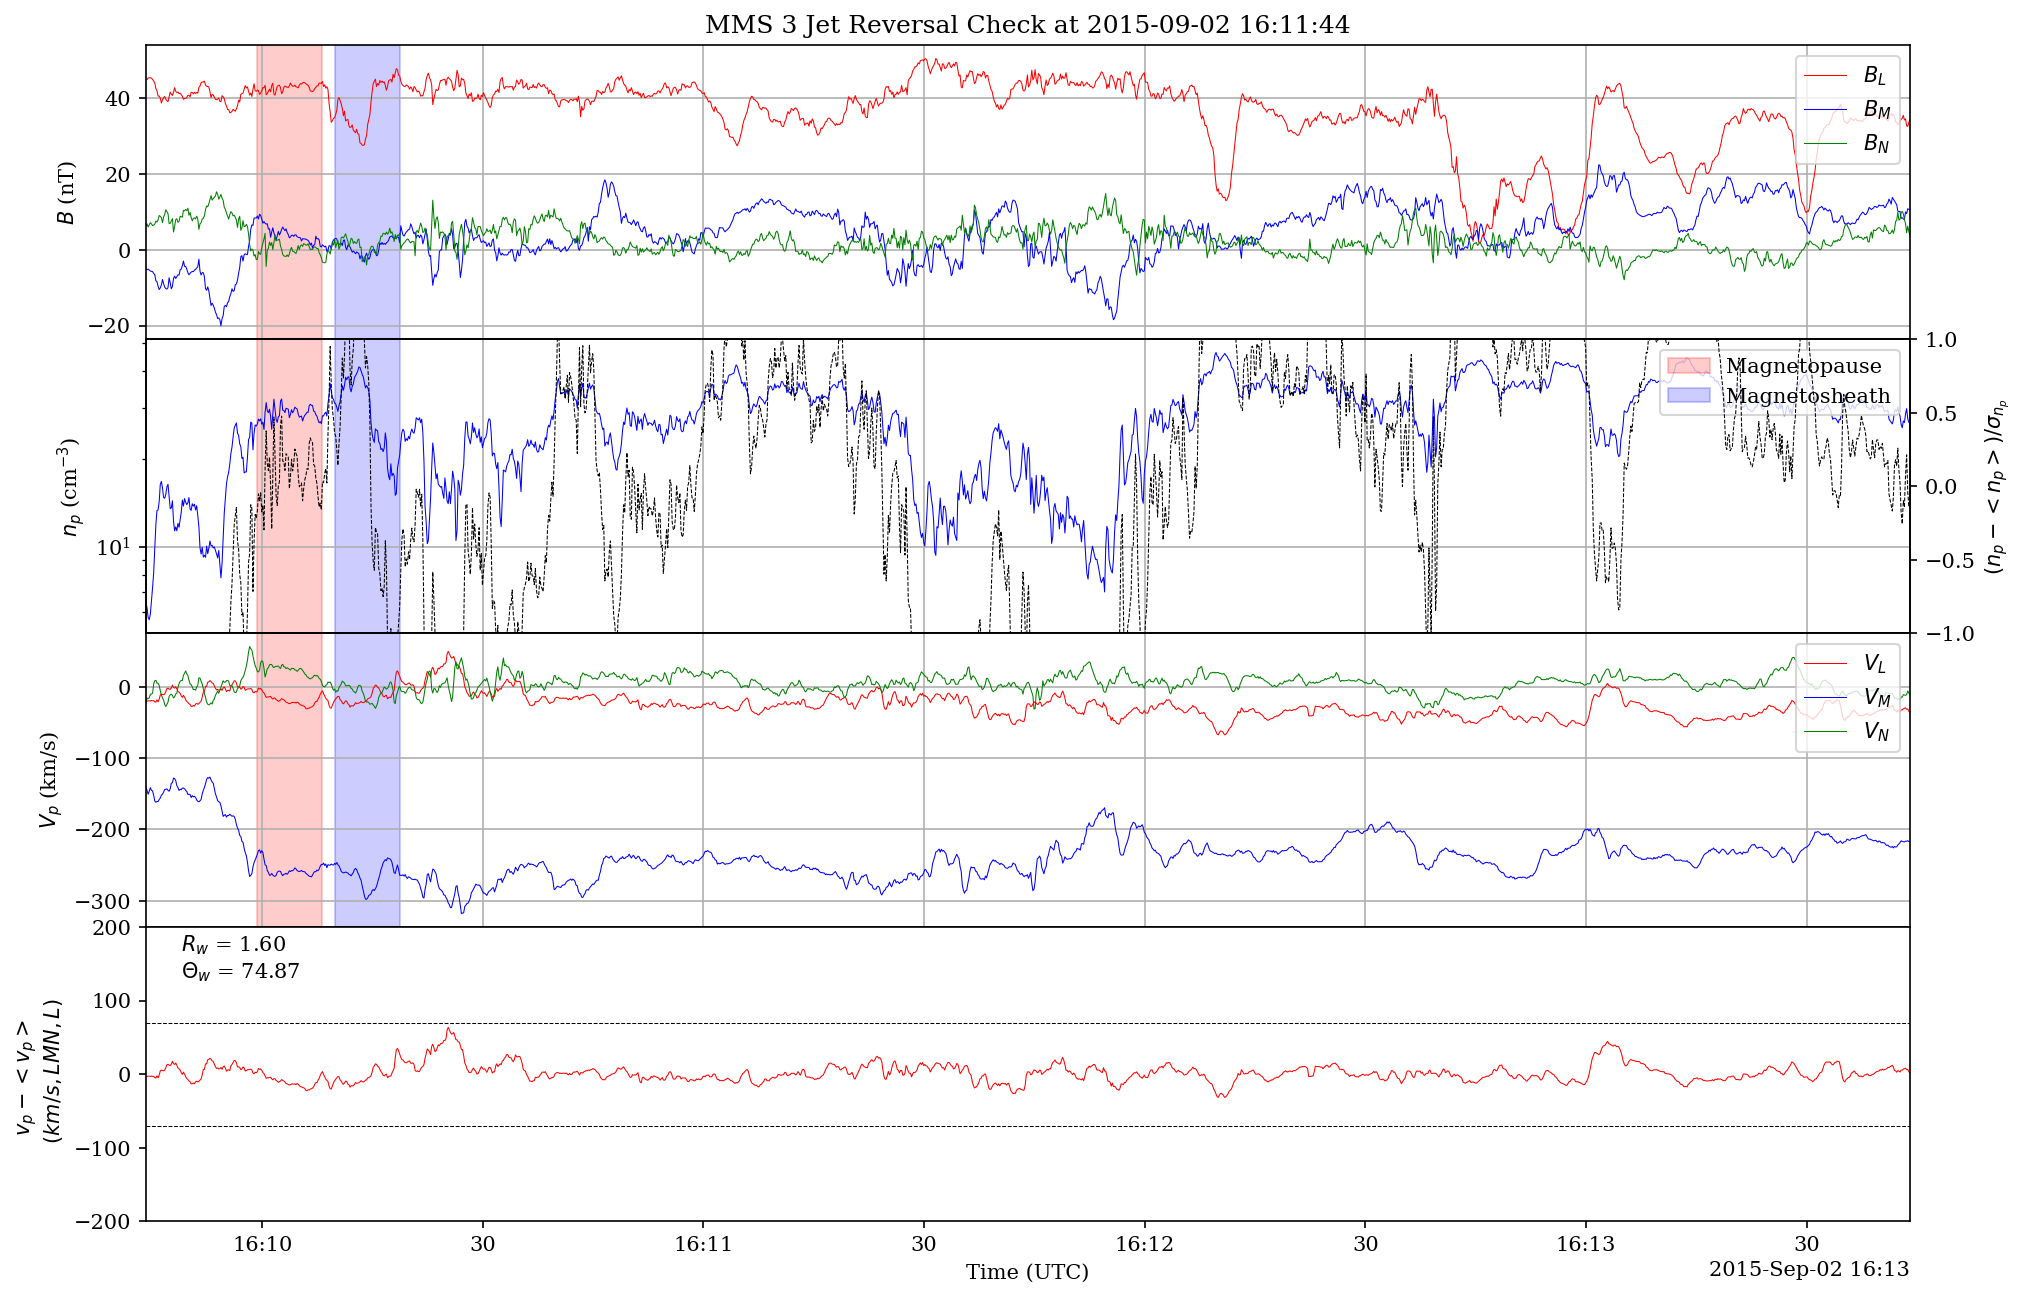 MMS 3 Jet Reversal Check at 2015-09-02 16:11:44
B (nT)
40
20
0
−20
B_L
B_M
B_N
n_p (cm^{−3})
10^1
Magnetopause
Magnetosheath
1.0
0.5
0.0
−0.5
−1.0
(n_p − < n_p >)/σ_{n_p}
V_p (km/s)
0
−100
−200
−300
V_L
V_M
V_N
v_p − < v_p >
(km/s, LMN, L)
200
100
0
−100
−200
R_w = 1.60
Θ_w = 74.87
16:10
30
16:11
30
16:12
30
16:13
30
Time (UTC)
2015-Sep-02 16:13